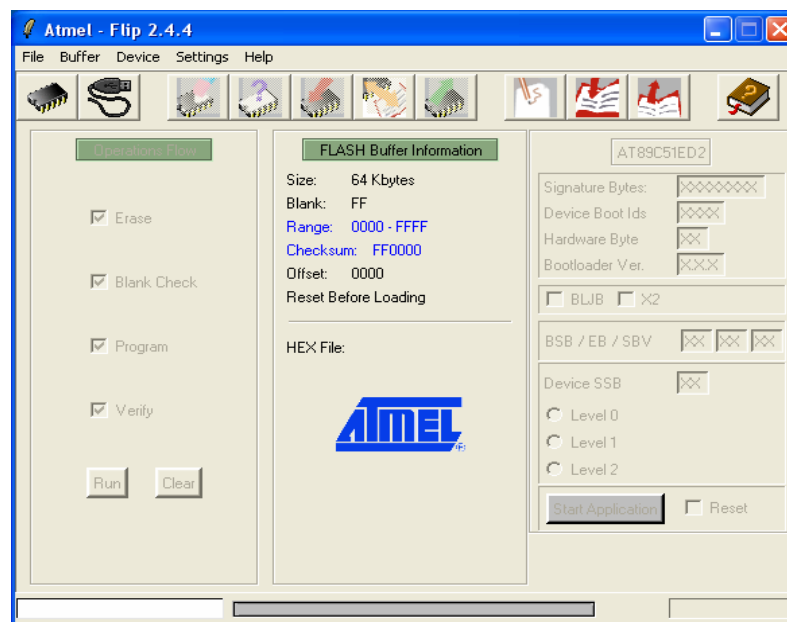 Atmel - Flip 2.4.4
File Buffer Device Settings Help
Operations Flow
Erase
Blank Check
Program
Verify
Run Clear
FLASH Buffer Information
Size: 64 Kbytes
Blank: FF
Range: 0000 - FFFF
Checksum: FF0000
Offset: 0000
Reset Before Loading
HEX File:
ATMEL ®
AT89C51ED2
Signature Bytes: XXXXXXXX
Device Boot Ids XXXX
Hardware Byte XX
Bootloader Ver. X.X.X
BLJB X2
BSB / EB / SBV XX XX XX
Device SSB XX
Level 0
Level 1
Level 2
Start Application Reset